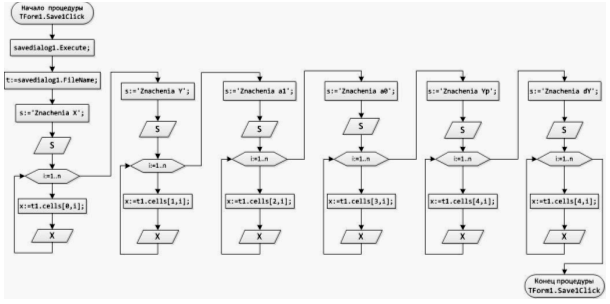 Начало процедуры
TForm1.Save1Click
savedialog1.Execute;
t:=savedialog1.FileName;
s:='Znachenia X';
S
i:=1..n
x:=t1.cells[0,i];
X
s:='Znachenia Y';
S
i:=1..n
x:=t1.cells[1,i];
X
s:='Znachenia a1';
S
i:=1..n
x:=t1.cells[2,i];
X
s:='Znachenia a0';
S
i:=1..n
x:=t1.cells[3,i];
X
s:='Znachenia Yp';
S
i:=1..n
x:=t1.cells[4,i];
X
s:='Znachenia dY';
S
i:=1..n
x:=t1.cells[4,i];
X
Конец процедуры
TForm1.Save1Click